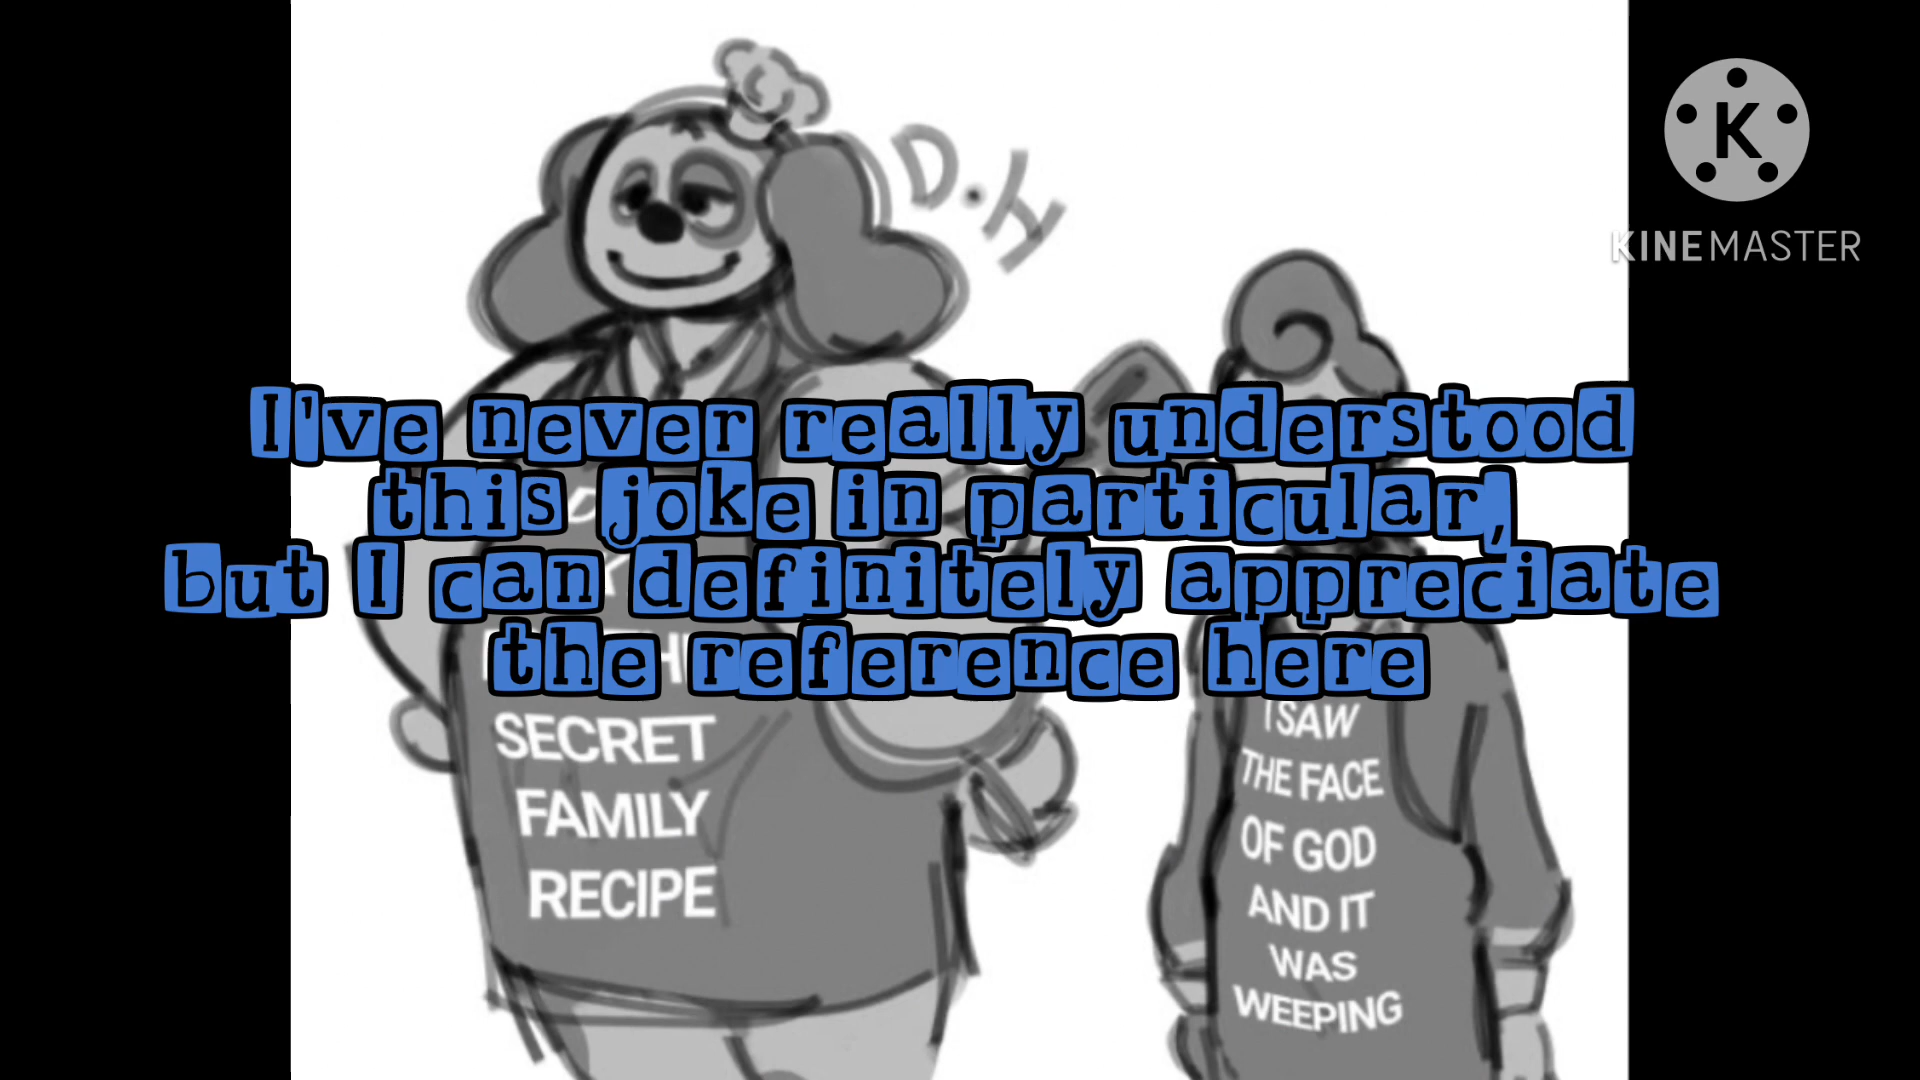 D.H
K
KINEMASTER
I've never really understood
this joke in particular,
but I can definitely appreciate
the reference here
SECRET
FAMILY
RECIPE
I SAW
THE FACE
OF GOD
AND IT
WAS
WEEPING